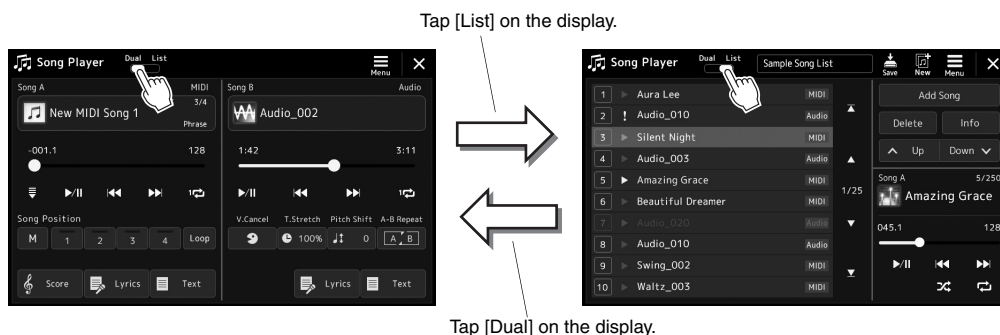 Tap [List] on the display.
Song Player Dual List Menu
Song A MIDI
New MIDI Song 1 3/4
Phrase
-001.1 128
Song Position
M 1 2 3 4 Loop
Score Lyrics Text
Song B Audio
Audio_002
1:42 3:11
V.Cancel T.Stretch Pitch Shift A-B Repeat
100% 0 A B
Lyrics Text
Song Player Dual List Sample Song List Save New Menu
1 Aura Lee MIDI
2 ! Audio_010 Audio
3 Silent Night MIDI
4 Audio_003 Audio
5 Amazing Grace MIDI
6 Beautiful Dreamer MIDI
7 Audio_020 Audio
8 Audio_010 Audio
9 Swing_002 MIDI
10 Waltz_003 MIDI
1/25
Add Song
Delete Info
Up Down
Song A 5/250
Amazing Grace
045.1 128
Tap [Dual] on the display.